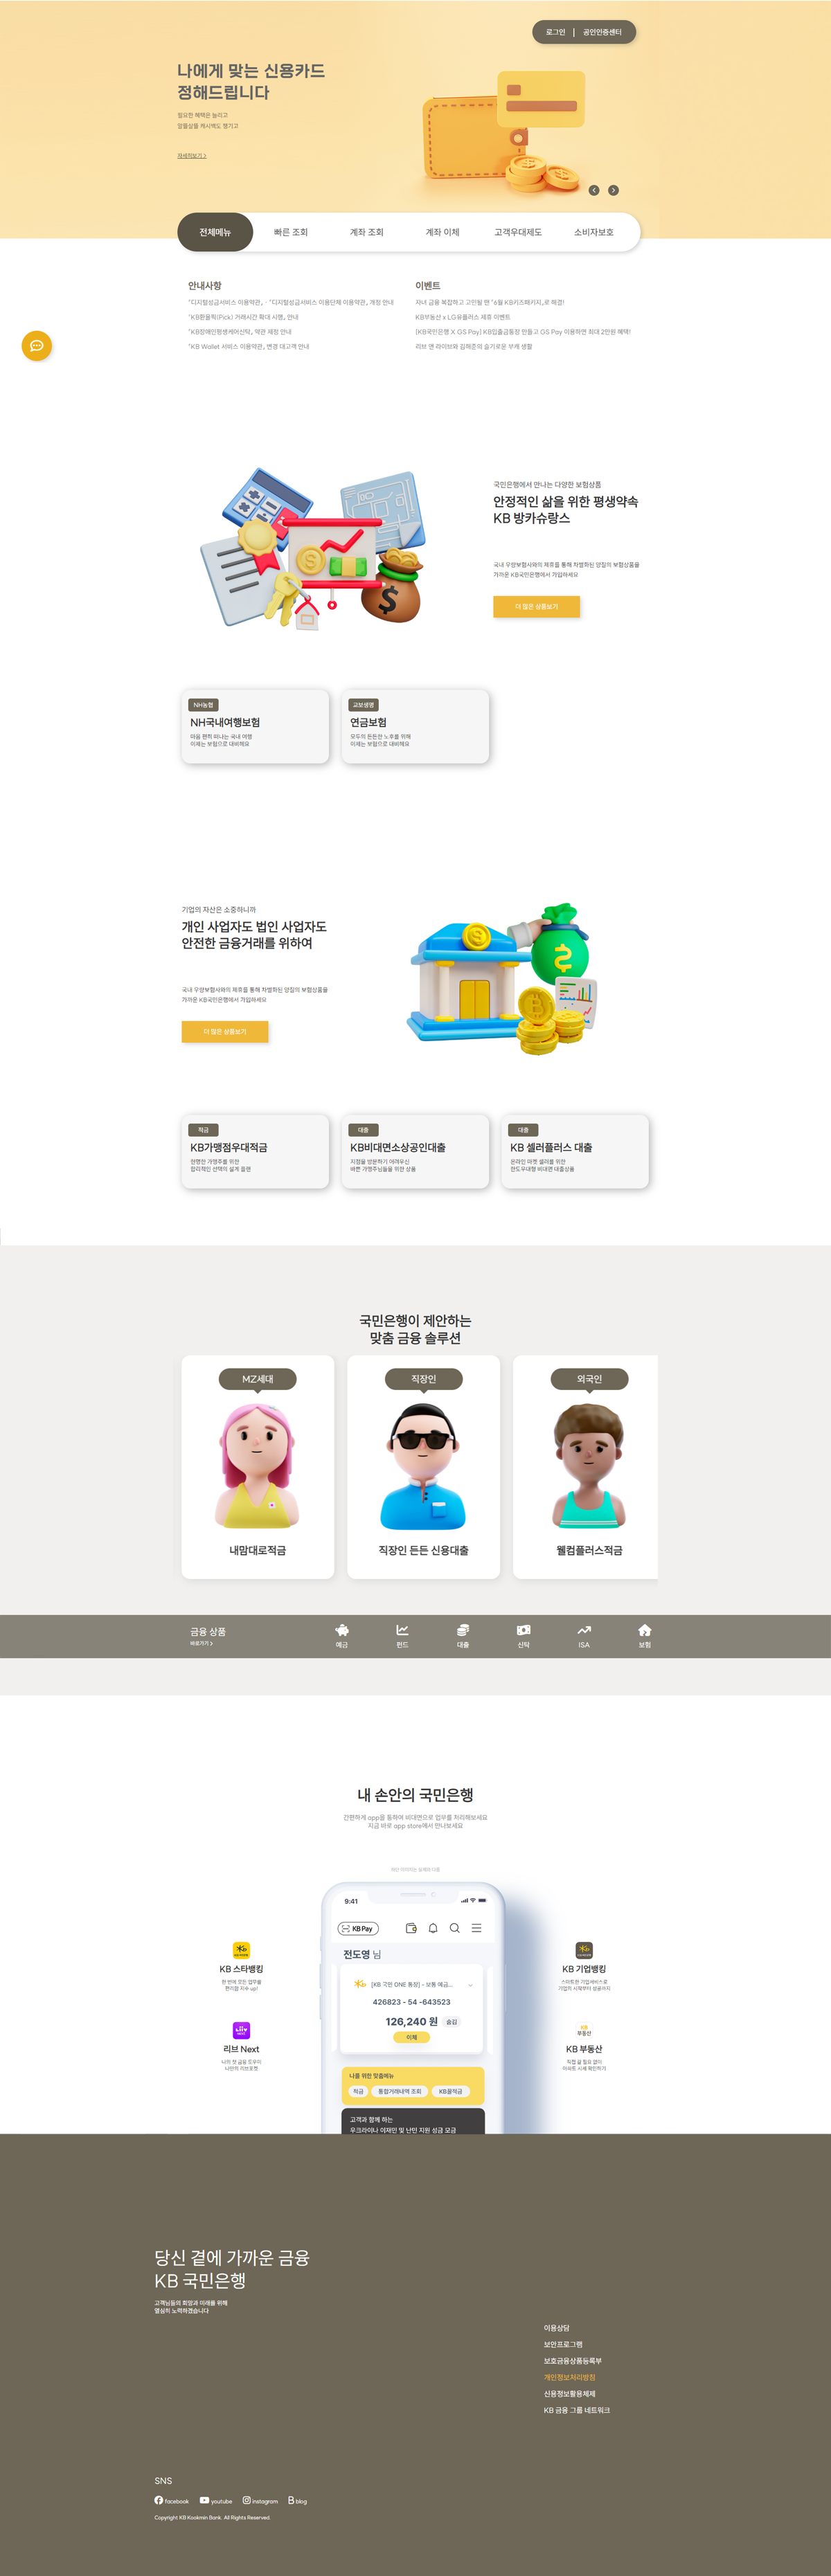 로그인 | 공인인증센터
나에게 맞는 신용카드
정해드립니다
필요한 혜택은 늘리고
알뜰살뜰 캐시백도 챙기고
자세히보기 >
전체메뉴
빠른 조회
계좌 조회
계좌 이체
고객우대제도
소비자보호
안내사항
「디지털성금서비스 이용약관」·「디지털성금서비스 이용단체 이용약관」 개정 안내
「KB환율픽(Pick) 거래시간 확대 시행」 안내
「KB장애인평생케어신탁」 약관 제정 안내
「KB Wallet 서비스 이용약관」 변경 대고객 안내
이벤트
자녀 금융 복잡하고 고민될 땐 「6월 KB키즈패키지」로 해결!
KB부동산 x LG유플러스 제휴 이벤트
[KB국민은행 X GS Pay] KB입출금통장 만들고 GS Pay 이용하면 최대 2만원 혜택!
리브 앤 라이브와 김해준의 슬기로운 부캐 생활
국민은행에서 만나는 다양한 보험상품
안정적인 삶을 위한 평생약속
KB 방카슈랑스
국내 우량보험사와의 제휴를 통해 차별화된 양질의 보험상품을
가까운 KB국민은행에서 가입하세요
더 많은 상품보기
NH농협
NH국내여행보험
마음 편히 떠나는 국내 여행
이제는 보험으로 대비해요
교보생명
연금보험
모두의 든든한 노후를 위해
이제는 보험으로 대비해요
기업의 자산은 소중하니까
개인 사업자도 법인 사업자도
안전한 금융거래를 위하여
국내 우량보험사와의 제휴를 통해 차별화된 양질의 보험상품을
가까운 KB국민은행에서 가입하세요
더 많은 상품보기
적금
KB가맹점우대적금
현명한 가맹주를 위한
합리적인 선택의 설계 플랜
대출
KB비대면소상공인대출
지점을 방문하기 어려우신
바쁜 가맹주님들을 위한 상품
대출
KB 셀러플러스 대출
온라인 마켓 셀러를 위한
한도우대형 비대면 대출상품
국민은행이 제안하는
맞춤 금융 솔루션
MZ세대
내맘대로적금
직장인
직장인 든든 신용대출
외국인
웰컴플러스적금
금융 상품
바로가기 >
예금
펀드
대출
신탁
ISA
보험
내 손안의 국민은행
간편하게 app을 통하여 비대면으로 업무를 처리해보세요
지금 바로 app store에서 만나보세요
하단 이미지는 실제와 다름
9:41
KB Pay
전도영 님
[KB 국민 ONE 통장] - 보통 예금...
426823 - 54 -643523
126,240 원
숨김
이체
나를 위한 맞춤메뉴
적금
통합거래내역 조회
KB풀적금
고객과 함께 하는
우크라이나 이재민 및 난민 지원 성금 모금
KB 스타뱅킹
한 번에 모든 업무를
편리함 지수 up!
Liiv
NEXT
리브 Next
나의 첫 금융 도우미
나만의 리브포켓
KB 기업뱅킹
스마트한 기업서비스로
기업의 시작부터 성공까지
KB
부동산
KB 부동산
직접 갈 필요 없이
아파트 시세 확인하기
당신 곁에 가까운 금융
KB 국민은행
고객님들의 희망과 미래를 위해
열심히 노력하겠습니다
이용상담
보안프로그램
보호금융상품등록부
개인정보처리방침
신용정보활용체제
KB 금융 그룹 네트워크
SNS
facebook
youtube
instagram
B blog
Copyright KB Kookmin Bank. All Rights Reserved.